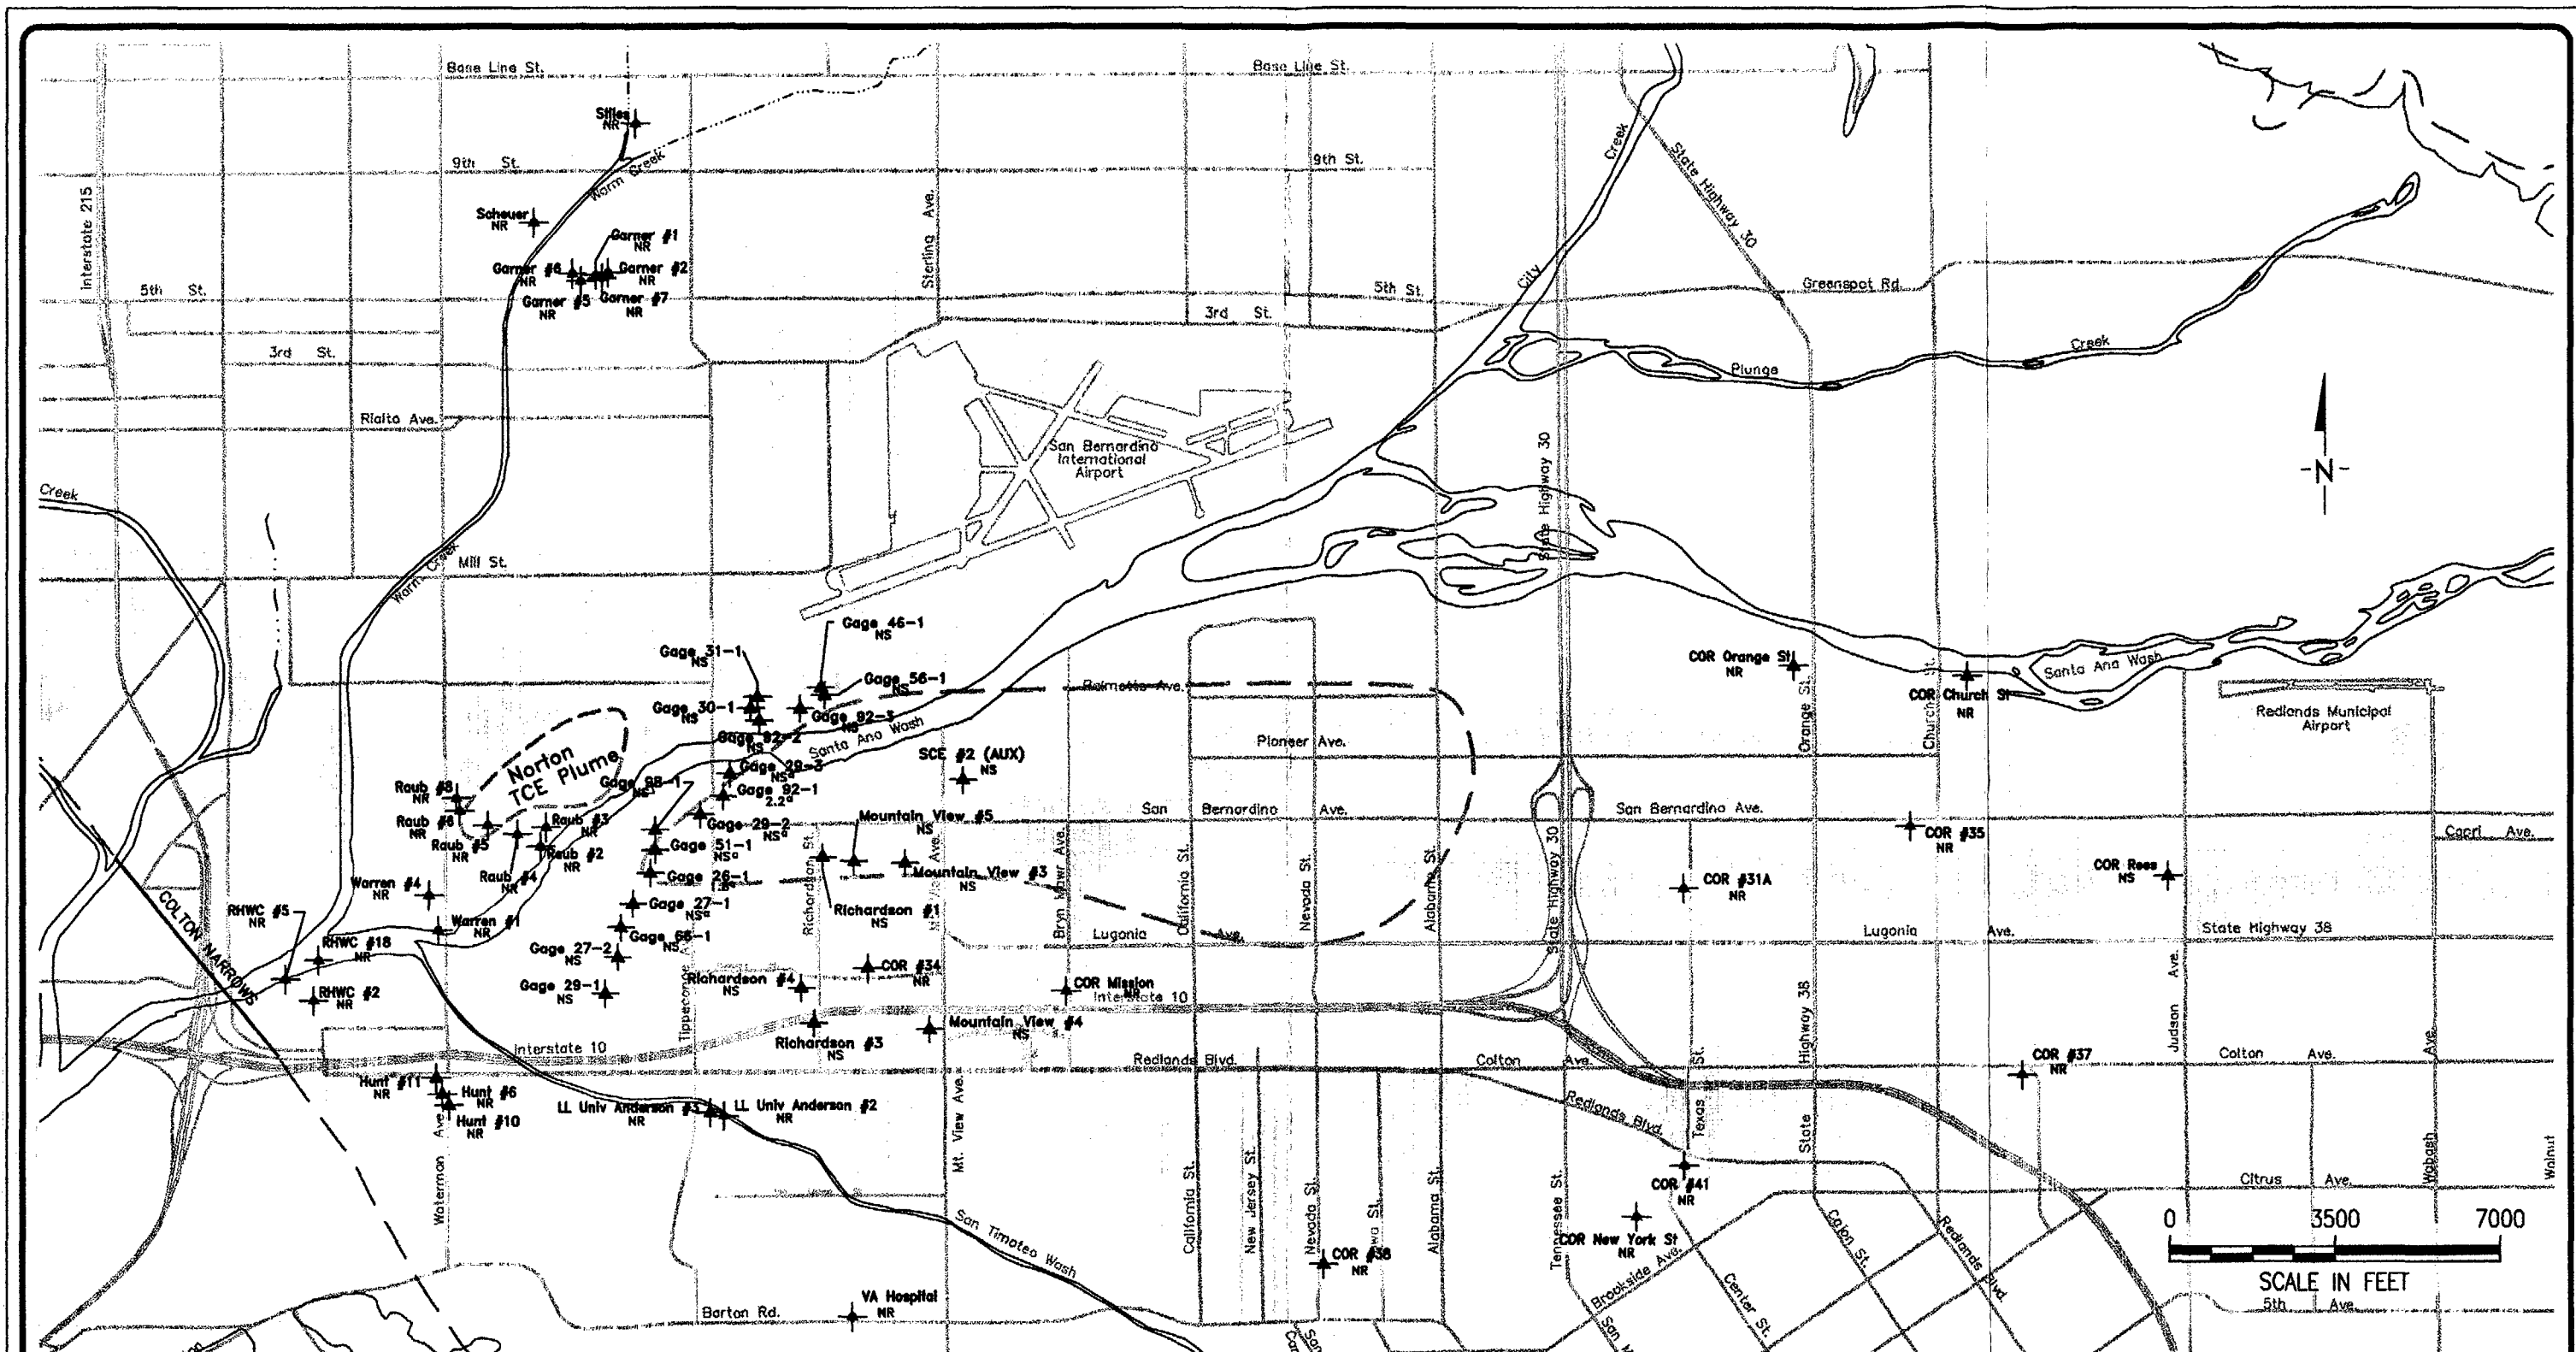 Base Line St.
Base Line St.
Stiles
NR
9th St.
Warm Creek
9th St.
Creek
State Highway 30
Interstate 215
Scheuer
NR
Sterling Ave.
Garner #1
NR
Garner #6
NR
Garner #2
NR
Garner #5
NR
Garner #7
NR
5th St.
5th St.
City
Greenspot Rd.
3rd St.
3rd St.
Plunge
Creek
Rialto Ave.
San Bernardino
International
Airport
State Highway 30
-N-
Creek
Mill St.
Warm Creek
Gage 46-1
NS
Gage 31-1
NS
Gage 56-1
NS
Palmetto Ave.
Gage 30-1
NS
Gage 92-3
NS
Gage 92-2
NS
Santa Ana Wash
COR Orange St
NR
COR Church St
NR
Orange St.
Church St.
Santa Ana Wash
Redlands Municipal
Airport
Pioneer Ave.
Norton
TCE Plume
SCE #2 (AUX)
NS
Gage 29-3
NSª
Gage 98-1
NS
Gage 92-1
2.2ª
Raub #8
NR
Raub #6
NR
Raub #3
NR
Raub #5
NR
Raub #2
NR
Raub #4
NR
Gage 29-2
NSª
Gage 51-1
NSª
Gage 26-1
Gage 27-1
NSª
Gage 66-1
NS
Gage 27-2
NS
Gage 29-1
NS
San Bernardino Ave.
San Bernardino Ave.
Mountain View #5
NS
Mountain View #3
NS
Richardson St.
Richardson #1
NS
Bryn Mawr Ave.
California St.
Nevada St.
Alabama St.
State Highway 30
COR #35
NR
Capri Ave.
COR Rees
NS
COR #31A
NR
Warren #4
NR
Warren #1
NR
RHWC #5
NR
RHWC #18
NR
RHWC #2
NR
COLTON NARROWS
Lugonia Ave.
Lugonia Ave.
State Highway 38
COR #34
NR
Richardson #4
NS
COR Mission
NR
Interstate 10
Richardson #3
NS
Mountain View #4
NS
Interstate 10
Redlands Blvd.
Colton Ave.
State Highway 38
Judson Ave.
COR #37
NR
Colton Ave.
Wabash Ave.
Hunt #11
NR
Hunt #6
NR
Hunt #10
NR
LL Univ Anderson #3
NR
LL Univ Anderson #2
NR
Redlands Blvd.
Texas St.
Waterman Ave.
Mt. View Ave.
San Timoteo Wash
California St.
New Jersey St.
Nevada St.
Alabama St.
Tennessee St.
COR #41
NR
COR New York St
NR
COR #38
NR
Citrus Ave.
Walnut
0 3500 7000
SCALE IN FEET
5th Ave.
Barton Rd.
VA Hospital
NR
Brookside Ave.
Center St.
Cajon St.
Redlands Blvd.